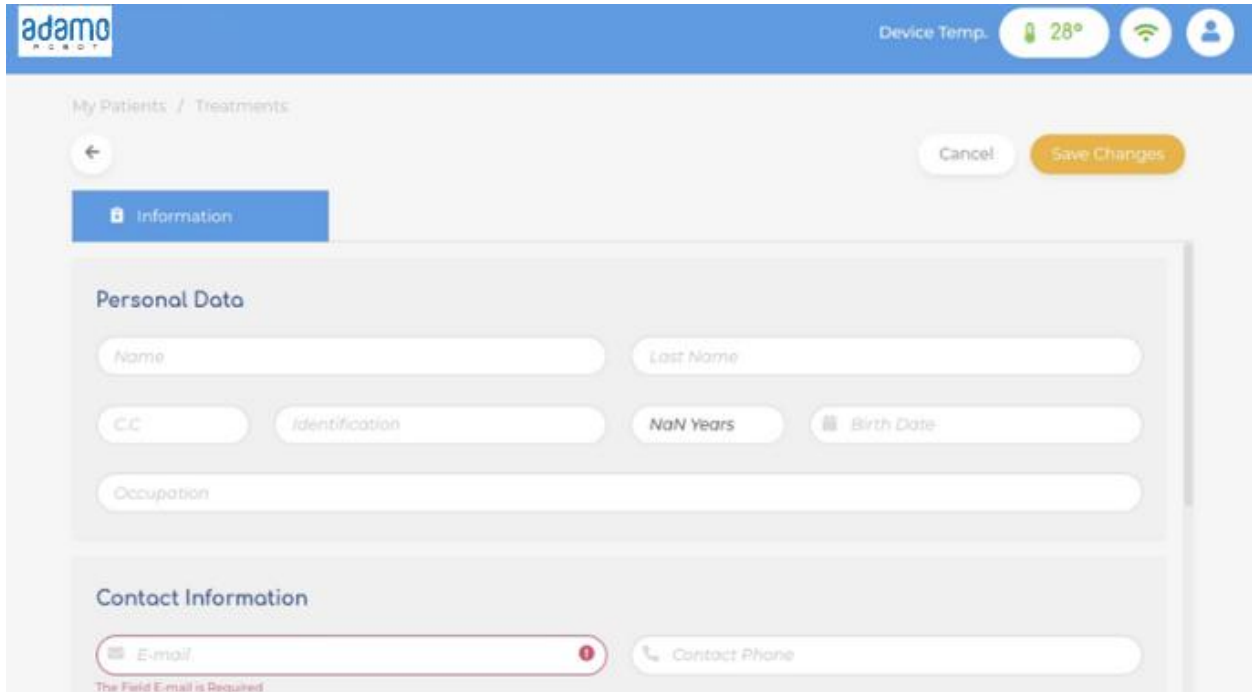 adamo
ROBOT
Device Temp. 28°
My Patients / Treatments
Cancel Save Changes
Information
Personal Data
Name Last Name
C.C Identification NaN Years Birth Date
Occupation
Contact Information
E-mail Contact Phone
The Field E-mail is Required